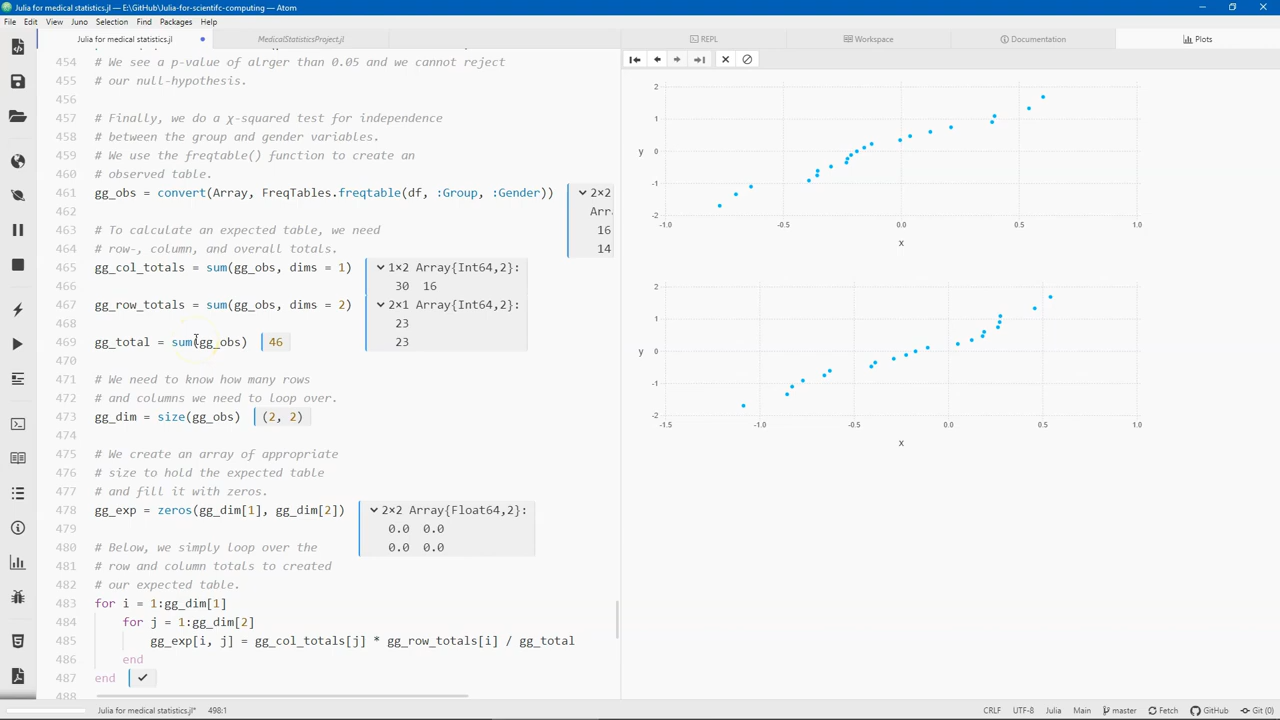 Julia for medical statistics.jl — E:\GitHub\Julia-for-scientifc-computing — Atom
File Edit View Juno Selection Find Packages Help
Julia for medical statistics.jl
MedicalStatisticsProject.jl
REPL
Workspace
Documentation
Plots
454 # We see a p-value of alrger than 0.05 and we cannot reject
455 # our null-hypothesis.
456
457 # Finally, we do a χ-squared test for independence
458 # between the group and gender variables.
459 # We use the freqtable() function to create an
460 # observed table.
461 gg_obs = convert(Array, FreqTables.freqtable(df, :Group, :Gender)) 2×2
462 Arr
16
463 # To calculate an expected table, we need
14
464 # row-, column, and overall totals.
465 gg_col_totals = sum(gg_obs, dims = 1) 1×2 Array{Int64,2}:
466 30 16
467 gg_row_totals = sum(gg_obs, dims = 2) 2×1 Array{Int64,2}:
468 23
469 gg_total = sum(gg_obs) 46 23
470
471 # We need to know how many rows
472 # and columns we need to loop over.
473 gg_dim = size(gg_obs) (2, 2)
474
475 # We create an array of appropriate
476 # size to hold the expected table
477 # and fill it with zeros.
478 gg_exp = zeros(gg_dim[1], gg_dim[2]) 2×2 Array{Float64,2}:
479 0.0 0.0
480 # Below, we simply loop over the 0.0 0.0
481 # row and column totals to created
482 # our expected table.
483 for i = 1:gg_dim[1]
484 for j = 1:gg_dim[2]
485 gg_exp[i, j] = gg_col_totals[j] * gg_row_totals[i] / gg_total
486 end
487 end
488
2
1
y 0
-1
-2
-1.0 -0.5 0.0 0.5 1.0
x
2
1
y 0
-1
-2
-1.5 -1.0 -0.5 0.0 0.5 1.0
x
Julia for medical statistics.jl* 498:1
CRLF UTF-8 Julia Main master Fetch GitHub Git (0)